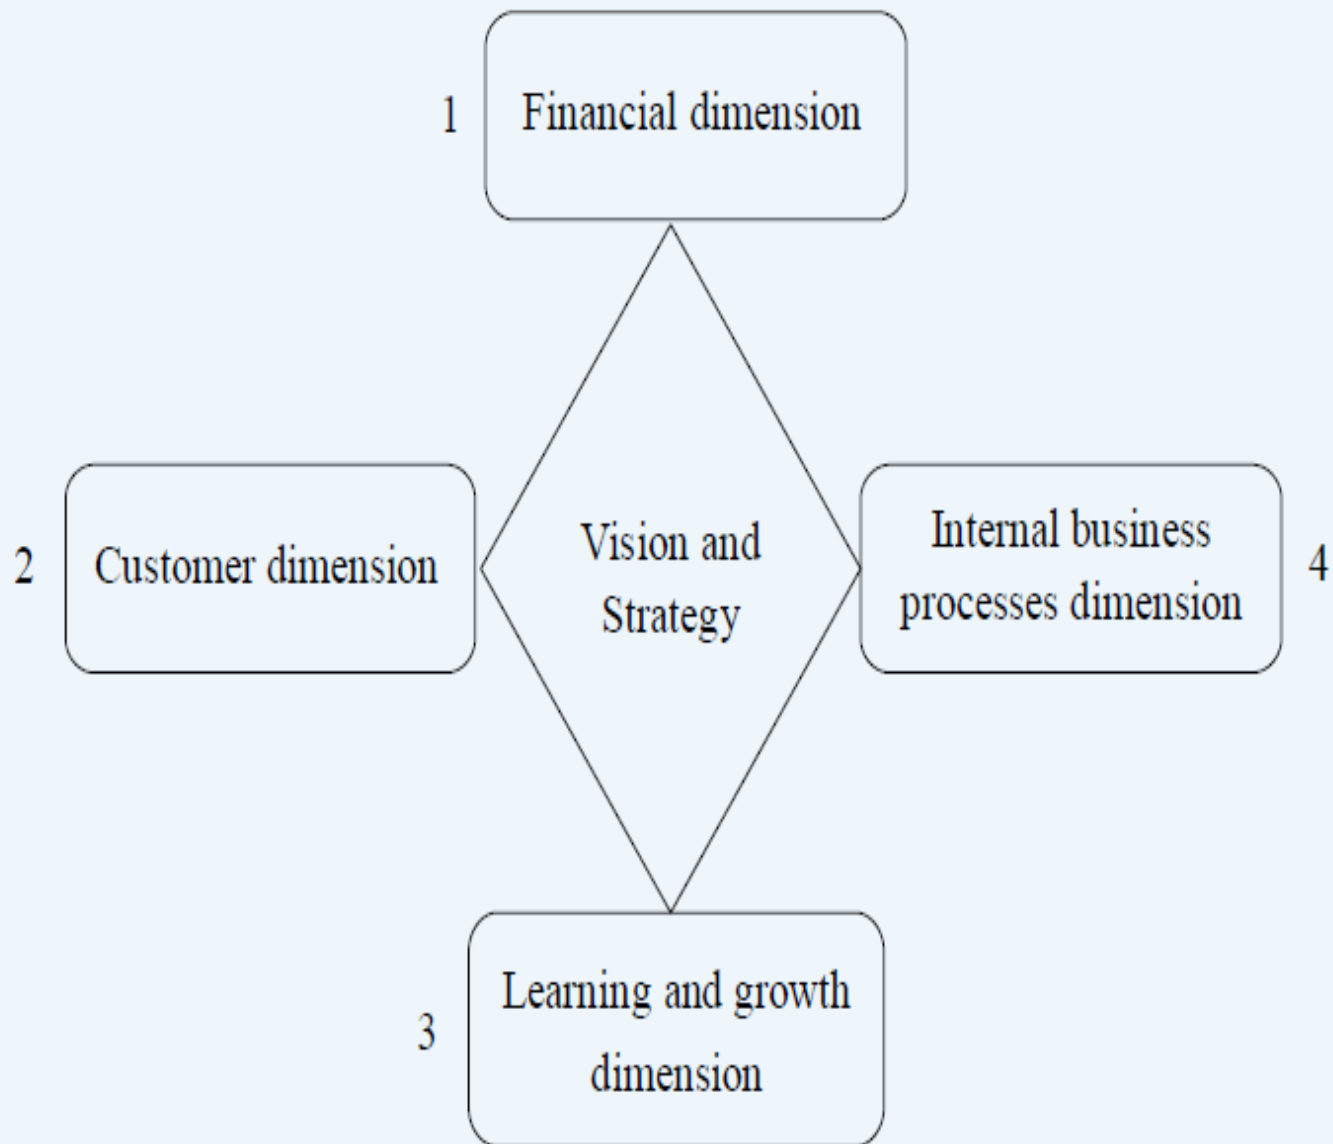 1
Financial dimension
2
Customer dimension
Vision and
Strategy
Internal business
processes dimension
4
3
Learning and growth
dimension